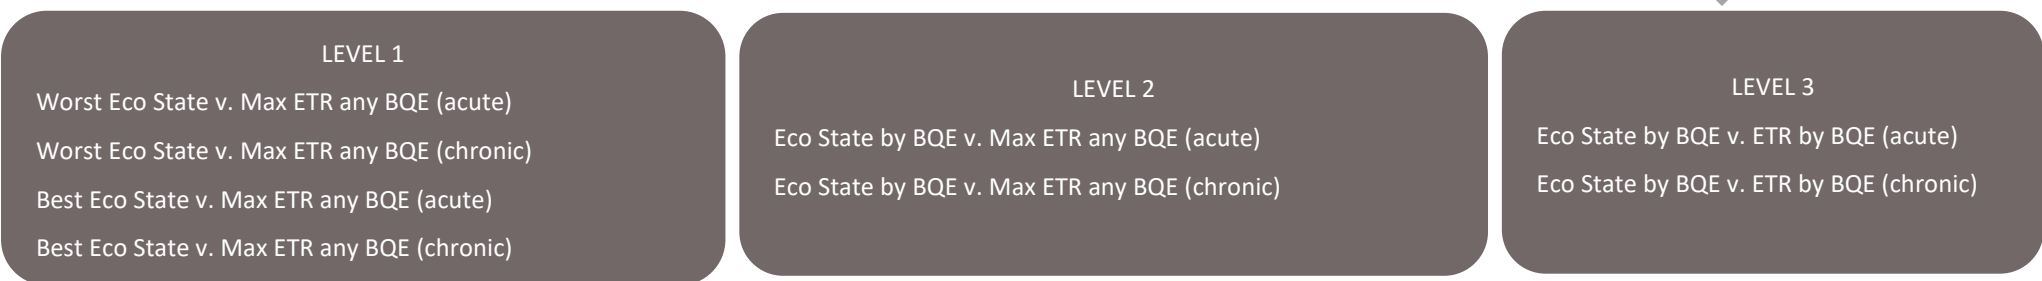 LEVEL 1
Worst Eco State v. Max ETR any BQE (acute)
Worst Eco State v. Max ETR any BQE (chronic)
Best Eco State v. Max ETR any BQE (acute)
Best Eco State v. Max ETR any BQE (chronic)
LEVEL 2
Eco State by BQE v. Max ETR any BQE (acute)
Eco State by BQE v. Max ETR any BQE (chronic)
LEVEL 3
Eco State by BQE v. ETR by BQE (acute)
Eco State by BQE v. ETR by BQE (chronic)